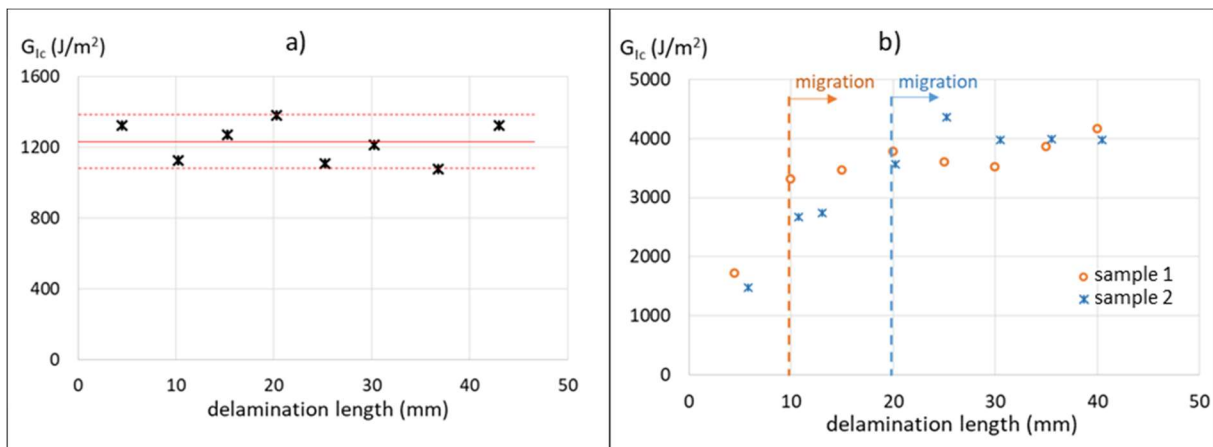 G_Ic (J/m²)
a)
1600
1200
800
400
0
0 10 20 30 40 50
delamination length (mm)
G_Ic (J/m²)
b)
5000
4000
3000
2000
1000
0
migration
migration
sample 1
sample 2
0 10 20 30 40 50
delamination length (mm)